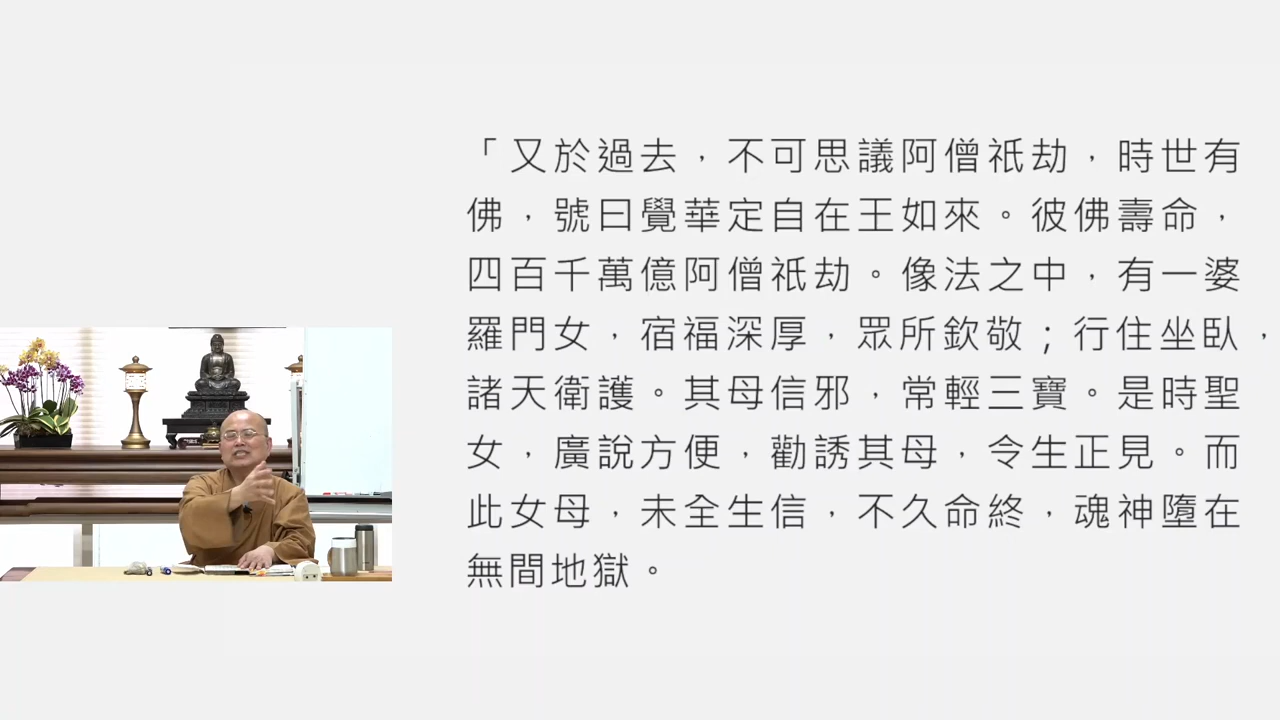 「又於過去，不可思議阿僧祇劫，時世有
佛，號曰覺華定自在王如來。彼佛壽命，
四百千萬億阿僧祇劫。像法之中，有一婆
羅門女，宿福深厚，眾所欽敬；行住坐臥，
諸天衛護。其母信邪，常輕三寶。是時聖
女，廣說方便，勸誘其母，令生正見。而
此女母，未全生信，不久命終，魂神墮在
無間地獄。